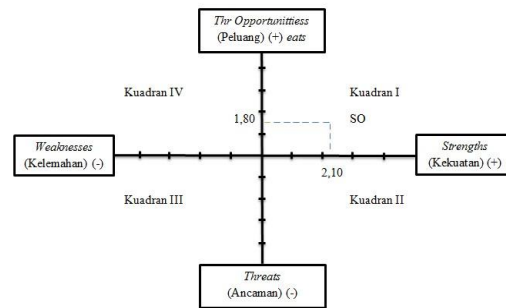 Thr Opportunittiess
(Peluang) (+) eats
Kuadran IV
Kuadran I
1,80
SO
Weaknesses
(Kelemahan) (-)
Strengths
(Kekuatan) (+)
2,10
Kuadran III
Kuadran II
Threats
(Ancaman) (-)